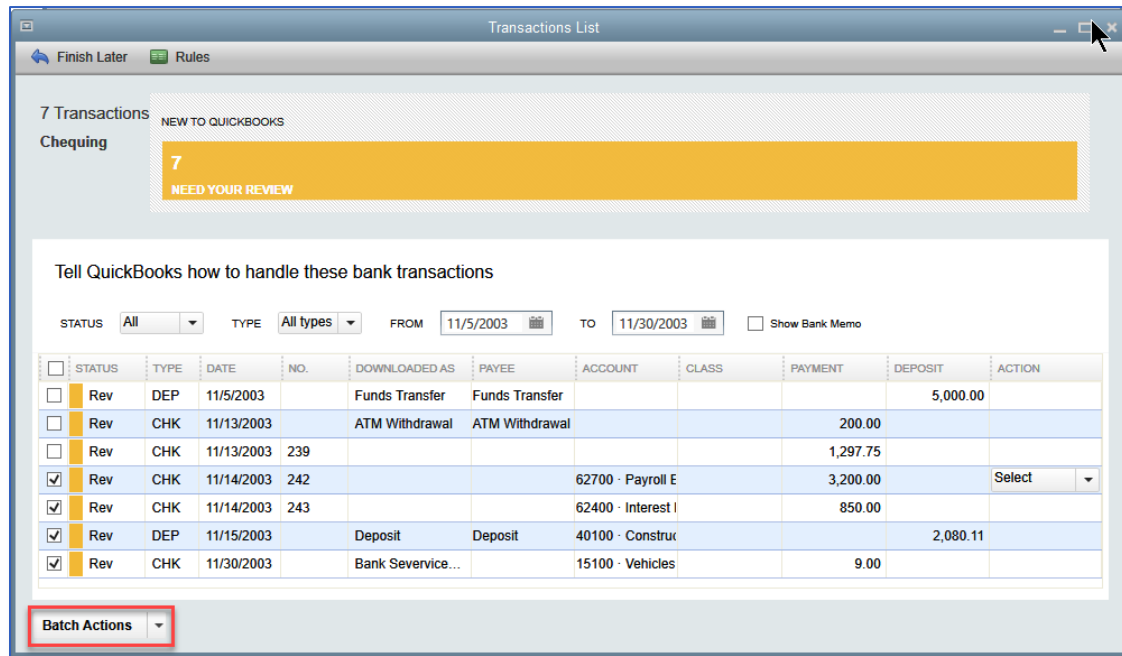 Transactions List
Finish Later Rules
7 Transactions
NEW TO QUICKBOOKS
Chequing
7
NEED YOUR REVIEW
Tell QuickBooks how to handle these bank transactions
STATUS All TYPE All types FROM 11/5/2003 TO 11/30/2003 Show Bank Memo
STATUS TYPE DATE NO. DOWNLOADED AS PAYEE ACCOUNT CLASS PAYMENT DEPOSIT ACTION
Rev DEP 11/5/2003 Funds Transfer Funds Transfer 5,000.00
Rev CHK 11/13/2003 ATM Withdrawal ATM Withdrawal 200.00
Rev CHK 11/13/2003 239 1,297.75
Rev CHK 11/14/2003 242 62700 · Payroll E 3,200.00 Select
Rev CHK 11/14/2003 243 62400 · Interest I 850.00
Rev DEP 11/15/2003 Deposit Deposit 40100 · Construc 2,080.11
Rev CHK 11/30/2003 Bank Severvice... 15100 · Vehicles 9.00
Batch Actions